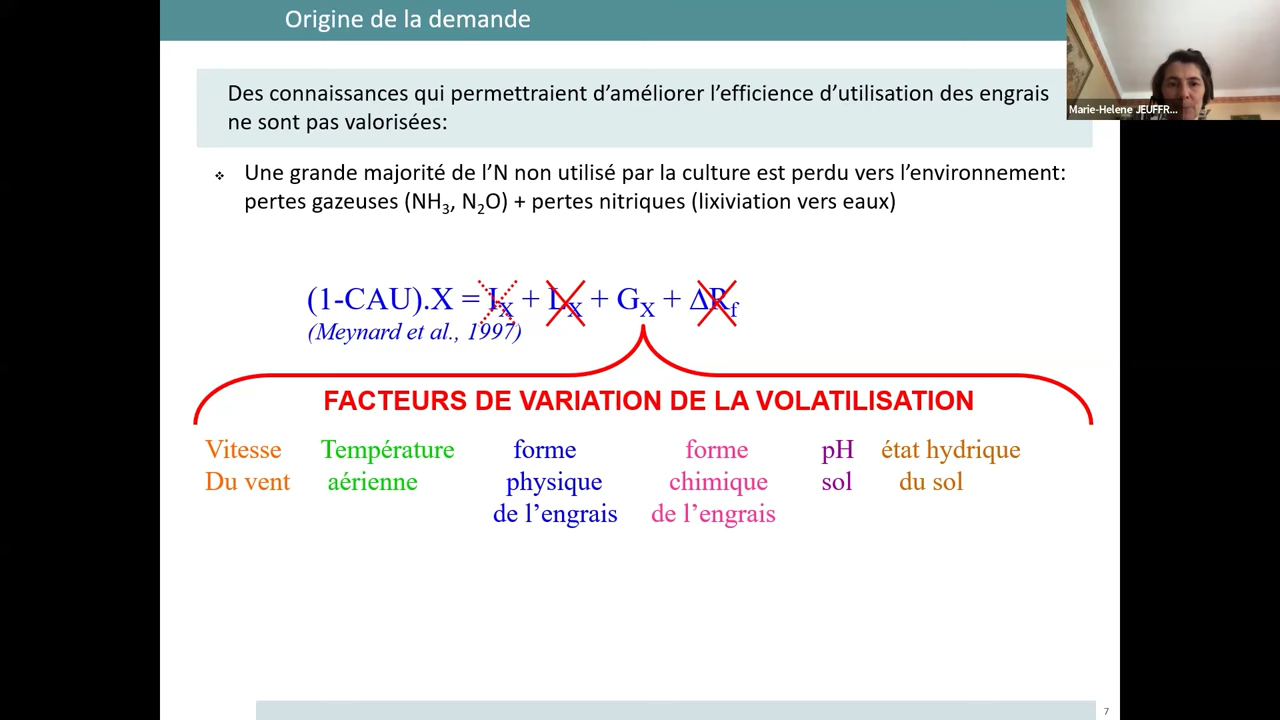 Origine de la demande
Marie-Helene JEUFFR...
Des connaissances qui permettraient d’améliorer l’efficience d’utilisation des engrais
ne sont pas valorisées:
❖ Une grande majorité de l’N non utilisé par la culture est perdu vers l’environnement:
pertes gazeuses (NH₃, N₂O) + pertes nitriques (lixiviation vers eaux)
(1-CAU).X = Iₓ + Lₓ + Gₓ + ΔR_f
(Meynard et al., 1997)
FACTEURS DE VARIATION DE LA VOLATILISATION
Vitesse Température forme forme pH état hydrique
Du vent aérienne physique chimique sol du sol
de l’engrais de l’engrais
7